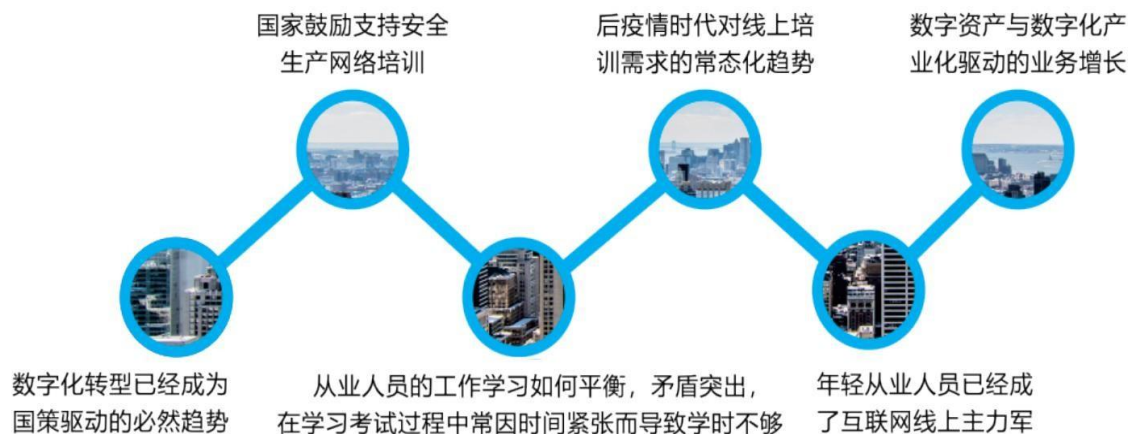 国家鼓励支持安全
生产网络培训
后疫情时代对线上培
训需求的常态化趋势
数字资产与数字化产
业化驱动的业务增长
数字化转型已经成为
国策驱动的必然趋势
从业人员的工作学习如何平衡，矛盾突出，
在学习考试过程中常因时间紧张而导致学时不够
年轻从业人员已经成
了互联网线上主力军